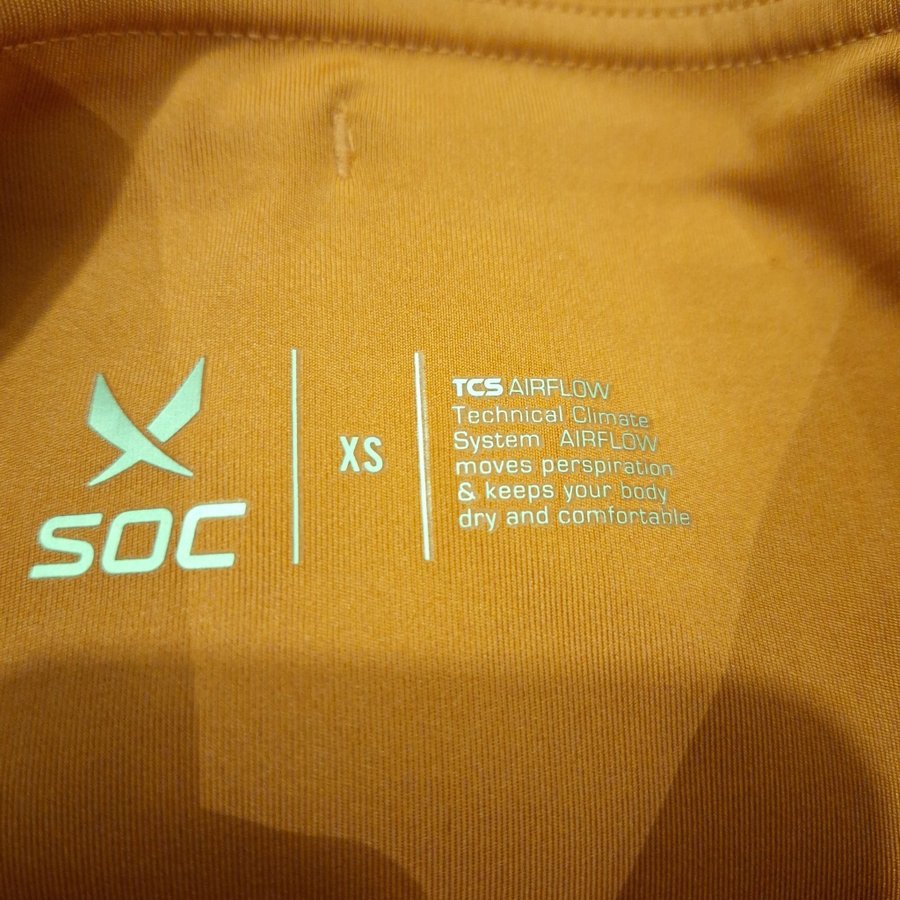 SOC
XS
TCS AIRFLOW
Technical Climate
System AIRFLOW
moves perspiration
& keeps your body
dry and comfortable